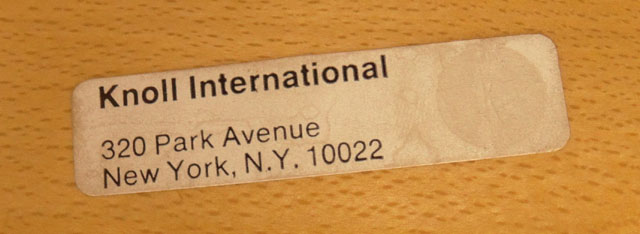 Knoll International
320 Park Avenue
New York, N.Y. 10022